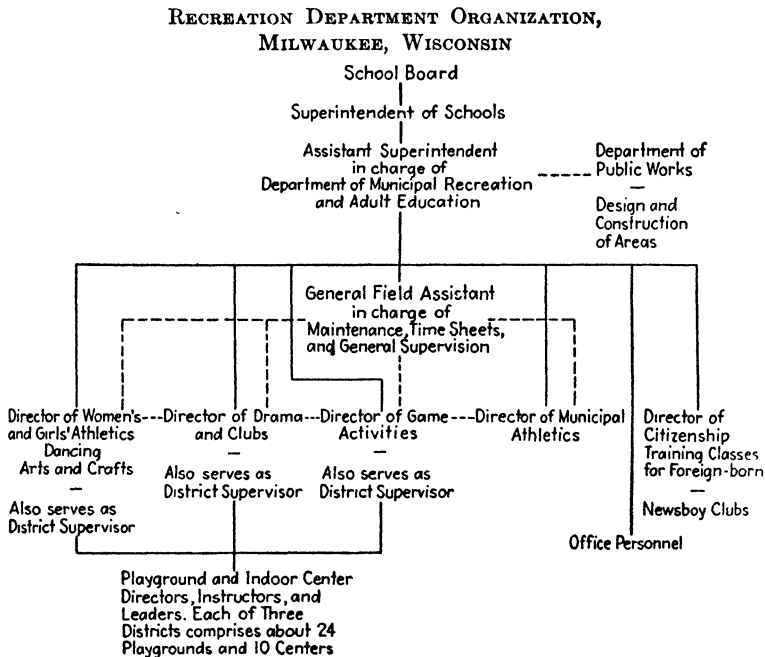 RECREATION DEPARTMENT ORGANIZATION,
MILWAUKEE, WISCONSIN
School Board
Superintendent of Schools
Assistant Superintendent
in charge of
Department of Municipal Recreation
and Adult Education
Department of
Public Works
—
Design and
Construction
of Areas
General Field Assistant
in charge of
Maintenance, Time Sheets,
and General Supervision
Director of Women's
and Girls' Athletics
Dancing
Arts and Crafts
—
Also serves as
District Supervisor
Director of Drama
and Clubs
—
Also serves as
District Supervisor
Director of Game
Activities
—
Also serves as
District Supervisor
Director of Municipal
Athletics
Director of
Citizenship
Training Classes
for Foreign-born
—
Newsboy Clubs
Office Personnel
Playground and Indoor Center
Directors, Instructors, and
Leaders. Each of Three
Districts comprises about 24
Playgrounds and 10 Centers